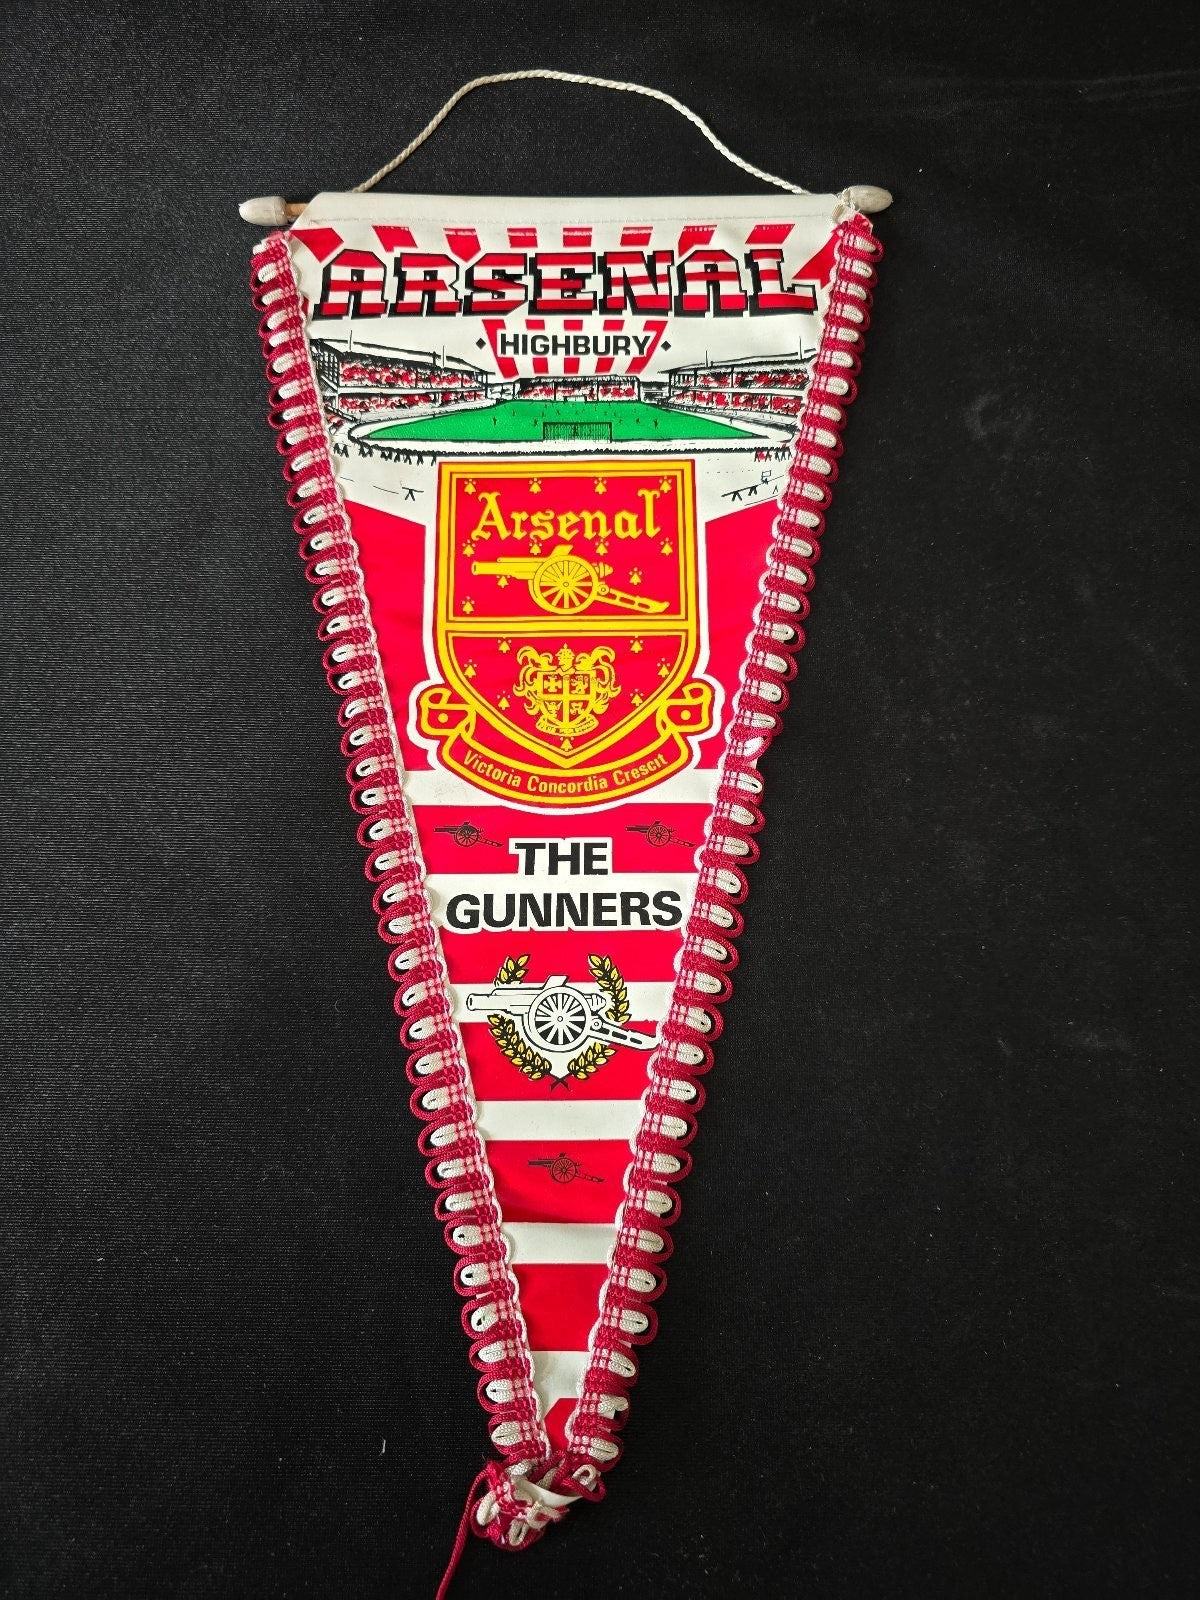 ARSENAL
HIGHBURY
Arsenal
Victoria Concordia Crescit
THE
GUNNERS